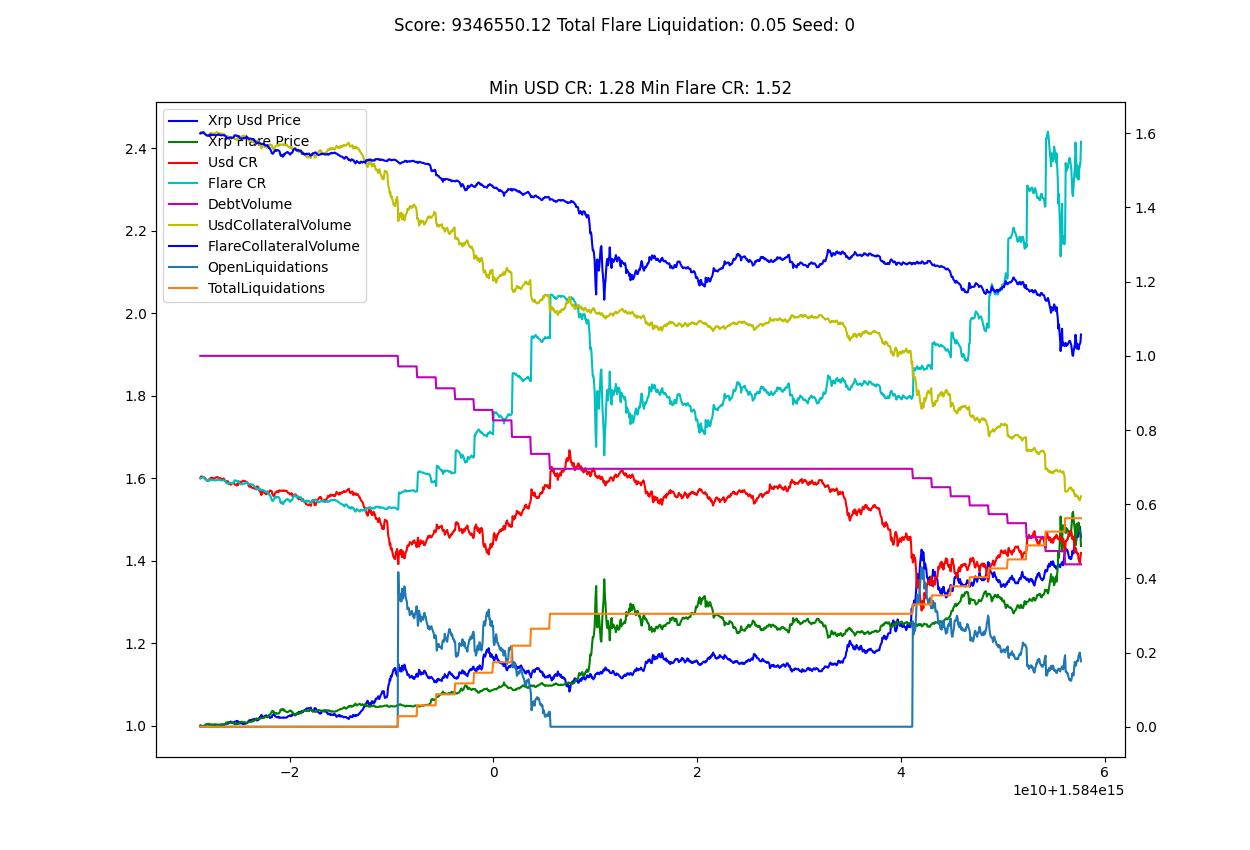 Score: 9346550.12 Total Flare Liquidation: 0.05 Seed: 0
Min USD CR: 1.28 Min Flare CR: 1.52
Xrp Usd Price
Xrp Flare Price
Usd CR
Flare CR
DebtVolume
UsdCollateralVolume
FlareCollateralVolume
OpenLiquidations
TotalLiquidations
2.4
2.2
2.0
1.8
1.6
1.4
1.2
1.0
1.6
1.4
1.2
1.0
0.8
0.6
0.4
0.2
0.0
−2 0 2 4 6
1e10+1.584e15